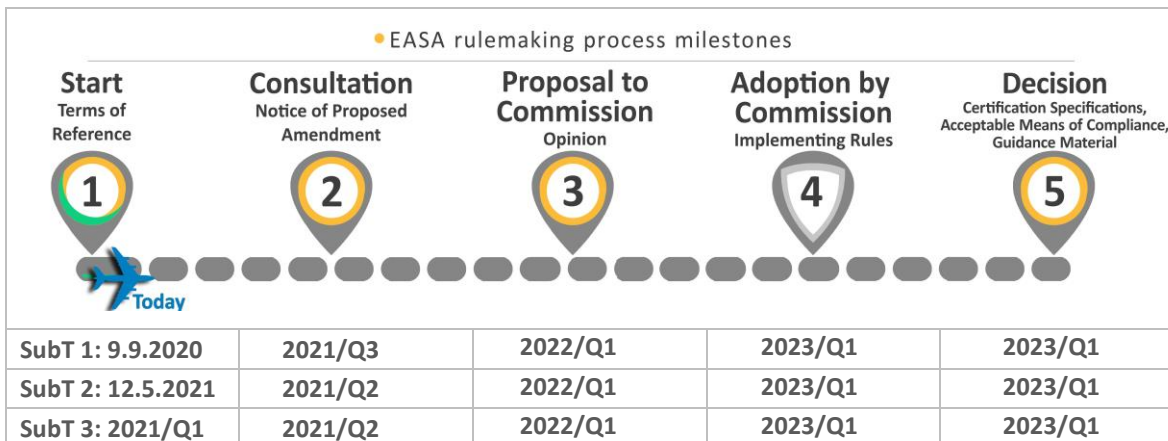 EASA rulemaking process milestones
Start
Terms of
Reference
Consultation
Notice of Proposed
Amendment
Proposal to
Commission
Opinion
Adoption by
Commission
Implementing Rules
Decision
Certification Specifications,
Acceptable Means of Compliance,
Guidance Material
1
2
3
4
5
Today
SubT 1: 9.9.2020 2021/Q3 2022/Q1 2023/Q1 2023/Q1
SubT 2: 12.5.2021 2021/Q2 2022/Q1 2023/Q1 2023/Q1
SubT 3: 2021/Q1 2021/Q2 2022/Q1 2023/Q1 2023/Q1